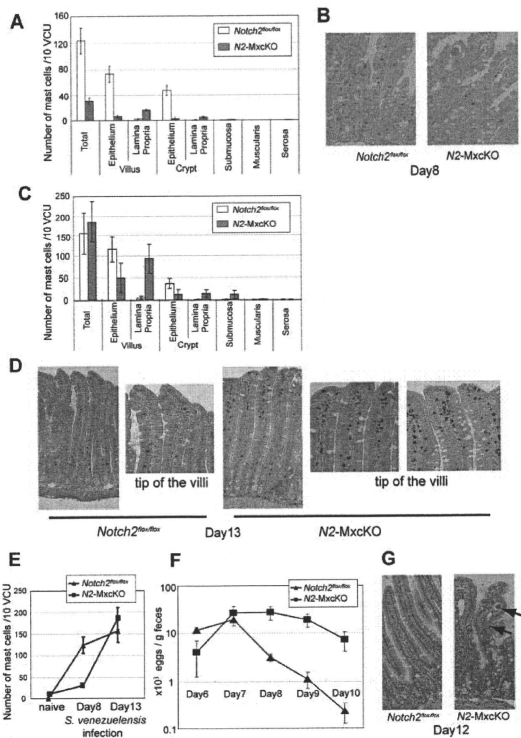 A
Number of mast cells /10 VCU
160
120
80
40
0
Notch2flox/flox
N2-MxcKO
Total
Epithelium
Lamina Propria
Epithelium
Lamina Propria
Submucosa
Muscularis
Serosa
Villus
Crypt
B
Notch2flox/flox
N2-MxcKO
Day8
C
Number of mast cells /10 VCU
250
200
150
100
50
0
Notch2flox/flox
N2-MxcKO
Total
Epithelium
Lamina Propria
Epithelium
Lamina Propria
Submucosa
Muscularis
Serosa
Villus
Crypt
D
tip of the villi
tip of the villi
Notch2flox/flox
Day13
N2-MxcKO
E
Number of mast cells /10 VCU
250
200
150
100
50
0
Notch2flox/flox
N2-MxcKO
naive
Day8
Day13
S. venezuelensis
infection
F
x10³ eggs / g feces
100
10
1
0.1
Notch2flox/flox
N2-MxcKO
Day6
Day7
Day8
Day9
Day10
G
Notch2flox/flox
N2-MxcKO
Day12